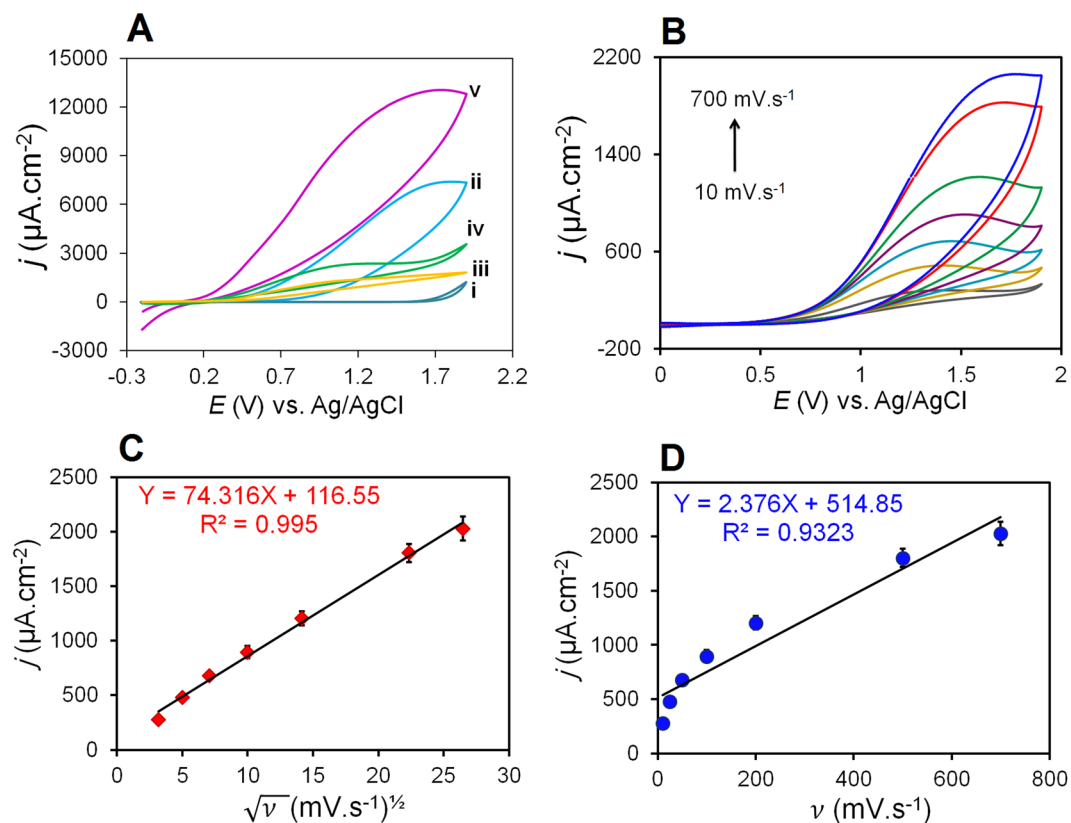 A
15000
12000
9000
6000
3000
0
-3000
-0.3
0.2
0.7
1.2
1.7
2.2
j (µA.cm-2)
E (V) vs. Ag/AgCl
v
ii
iv
iii
i
B
2200
1400
600
-200
0
0.5
1
1.5
2
j (µA.cm-2)
E (V) vs. Ag/AgCl
700 mV.s-1
10 mV.s-1
C
Y = 74.316X + 116.55
R² = 0.995
2500
2000
1500
1000
500
0
0
5
10
15
20
25
30
j (µA.cm-2)
√ν (mV.s-1)½
D
Y = 2.376X + 514.85
R² = 0.9323
2500
2000
1500
1000
500
0
0
200
400
600
800
j (µA.cm-2)
ν (mV.s-1)